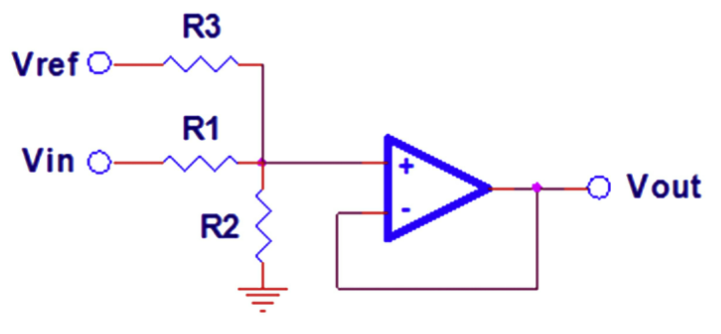 R3
Vref
R1
Vin
+
-
Vout
R2